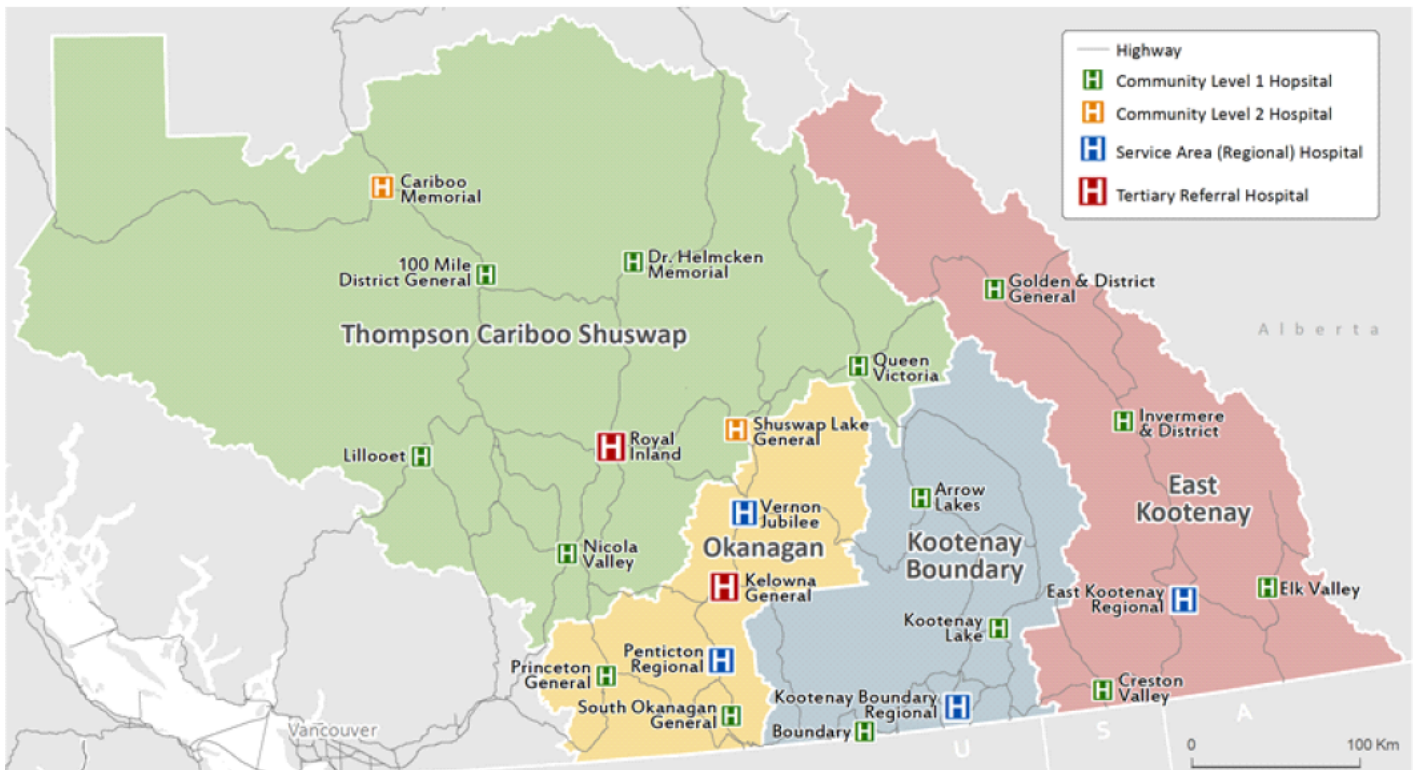 Highway
Community Level 1 Hopsital
Community Level 2 Hospital
Service Area (Regional) Hospital
Tertiary Referral Hospital
H Cariboo
Memorial
100 Mile
District General H
H Dr. Helmcken
Memorial
H Golden & District
General
Thompson Cariboo Shuswap
Alberta
H Queen
Victoria
H Shuswap Lake
General
H Invermere
& District
Lillooet H
H Royal
Inland
H Arrow
Lakes
East
Kootenay
H Vernon
Jubilee
Okanagan
Kootenay
Boundary
H Nicola
Valley
H Kelowna
General
East Kootenay
Regional H
H Elk Valley
Kootenay
Lake H
Penticton
Regional H
Princeton
General H
South Okanagan
General H
Kootenay Boundary
Regional H
H Creston
Valley
Boundary H
Vancouver
U S A
0 100 Km